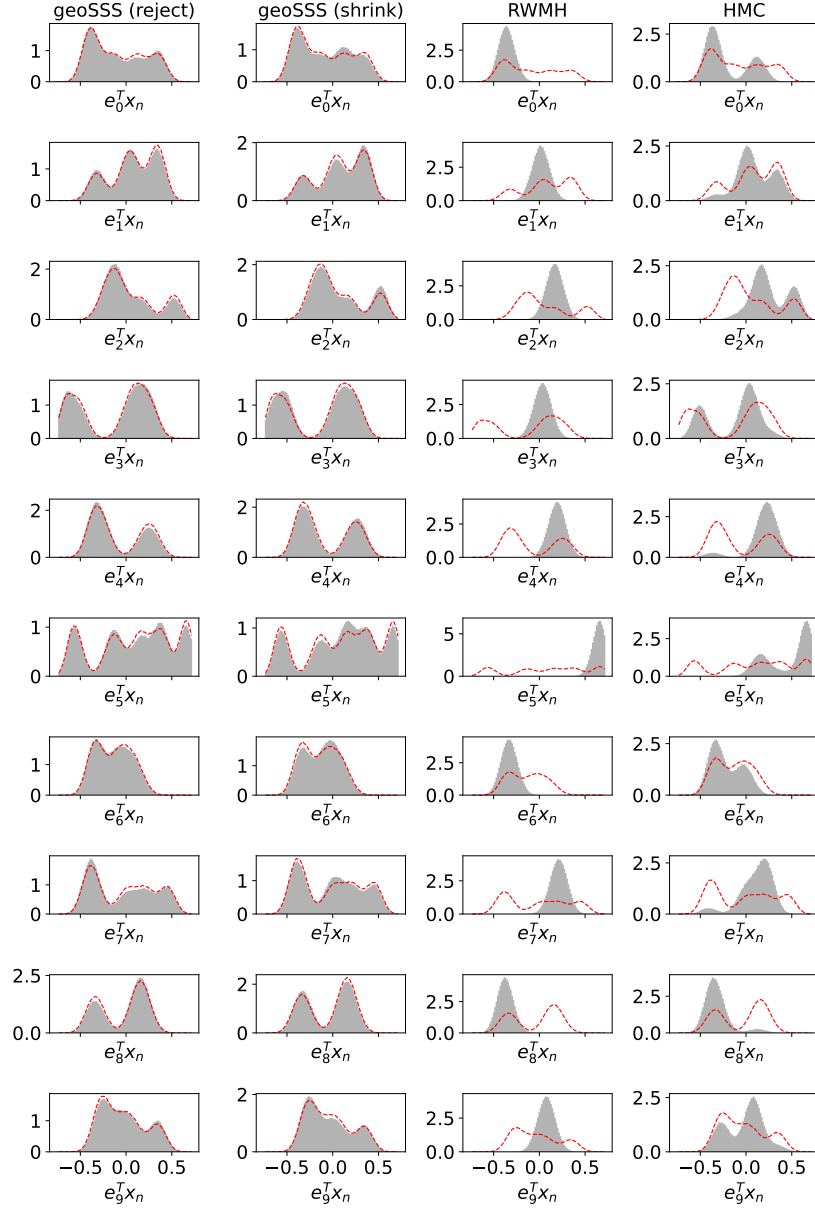 geoSSS (reject) geoSSS (shrink) RWMH HMC
1 0 1 0 2.5 0.0 2.5 0.0
$e_0^T x_n$ $e_0^T x_n$ $e_0^T x_n$ $e_0^T x_n$
1 0 2 0 2.5 0.0 2.5 0.0
$e_1^T x_n$ $e_1^T x_n$ $e_1^T x_n$ $e_1^T x_n$
2 0 2 0 2.5 0.0 2.5 0.0
$e_2^T x_n$ $e_2^T x_n$ $e_2^T x_n$ $e_2^T x_n$
1 0 1 0 2.5 0.0 2.5 0.0
$e_3^T x_n$ $e_3^T x_n$ $e_3^T x_n$ $e_3^T x_n$
2 0 2 0 2.5 0.0 2.5 0.0
$e_4^T x_n$ $e_4^T x_n$ $e_4^T x_n$ $e_4^T x_n$
1 0 1 0 5 0 2.5 0.0
$e_5^T x_n$ $e_5^T x_n$ $e_5^T x_n$ $e_5^T x_n$
1 0 1 0 2.5 0.0 2.5 0.0
$e_6^T x_n$ $e_6^T x_n$ $e_6^T x_n$ $e_6^T x_n$
1 0 1 0 2.5 0.0 2.5 0.0
$e_7^T x_n$ $e_7^T x_n$ $e_7^T x_n$ $e_7^T x_n$
2.5 0.0 2 0 2.5 0.0 2.5 0.0
$e_8^T x_n$ $e_8^T x_n$ $e_8^T x_n$ $e_8^T x_n$
1 0 2 0 2.5 0.0 2.5 0.0
−0.5 0.0 0.5 −0.5 0.0 0.5 −0.5 0.0 0.5 −0.5 0.0 0.5
$e_9^T x_n$ $e_9^T x_n$ $e_9^T x_n$ $e_9^T x_n$